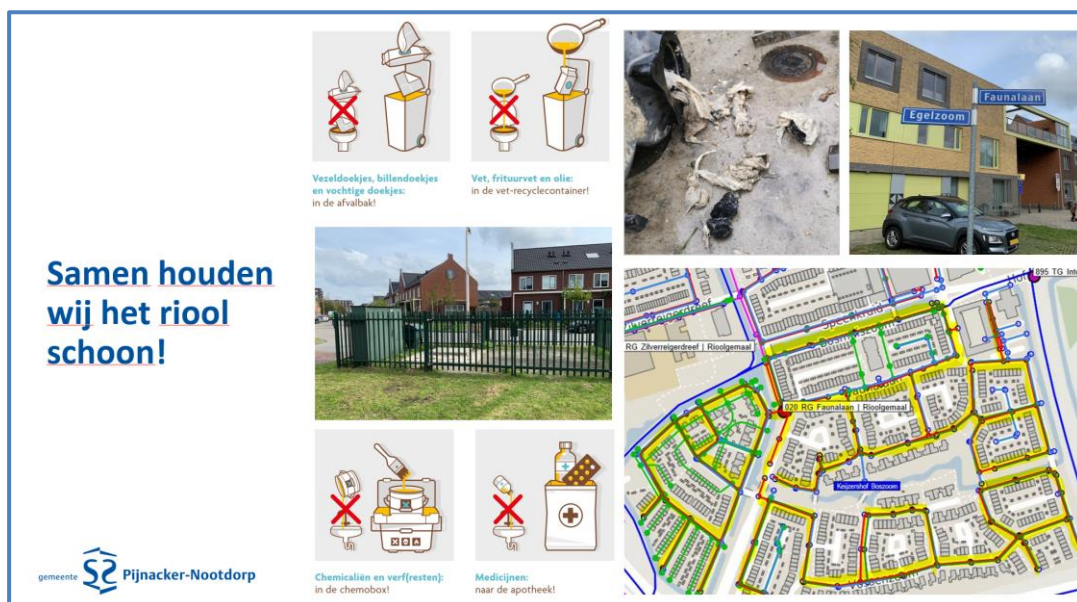 Samen houden
wij het riool
schoon!
gemeente Pijnacker-Nootdorp
Vezeldoekjes, billendoekjes
en vochtige doekjes:
in de afvalbak!
Vet, frituurvet en olie:
in de vet-recyclecontainer!
Chemicaliën en verf(resten):
in de chemobox!
Medicijnen:
naar de apotheek!
Faunalaan
Egelzoom
895 TG
RG Zilverreigerdreef | Rioolgemaal
020 RG Faunalaan | Rioolgemaal
Keijzershof Boszoom